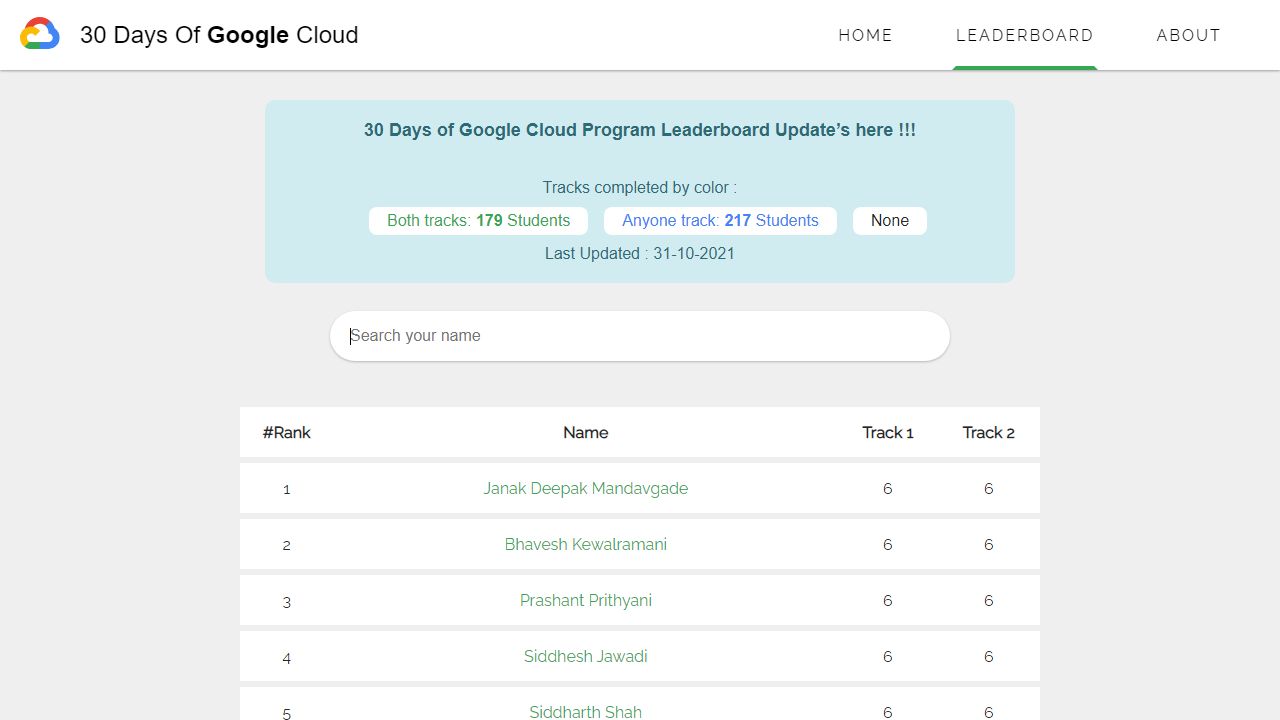 30 Days Of Google Cloud
HOME
LEADERBOARD
ABOUT
30 Days of Google Cloud Program Leaderboard Update’s here !!!
Tracks completed by color :
Both tracks: 179 Students
Anyone track: 217 Students
None
Last Updated : 31-10-2021
Search your name
#Rank Name Track 1 Track 2
1 Janak Deepak Mandavgade 6 6
2 Bhavesh Kewalramani 6 6
3 Prashant Prithyani 6 6
4 Siddhesh Jawadi 6 6
5 Siddharth Shah 6 6